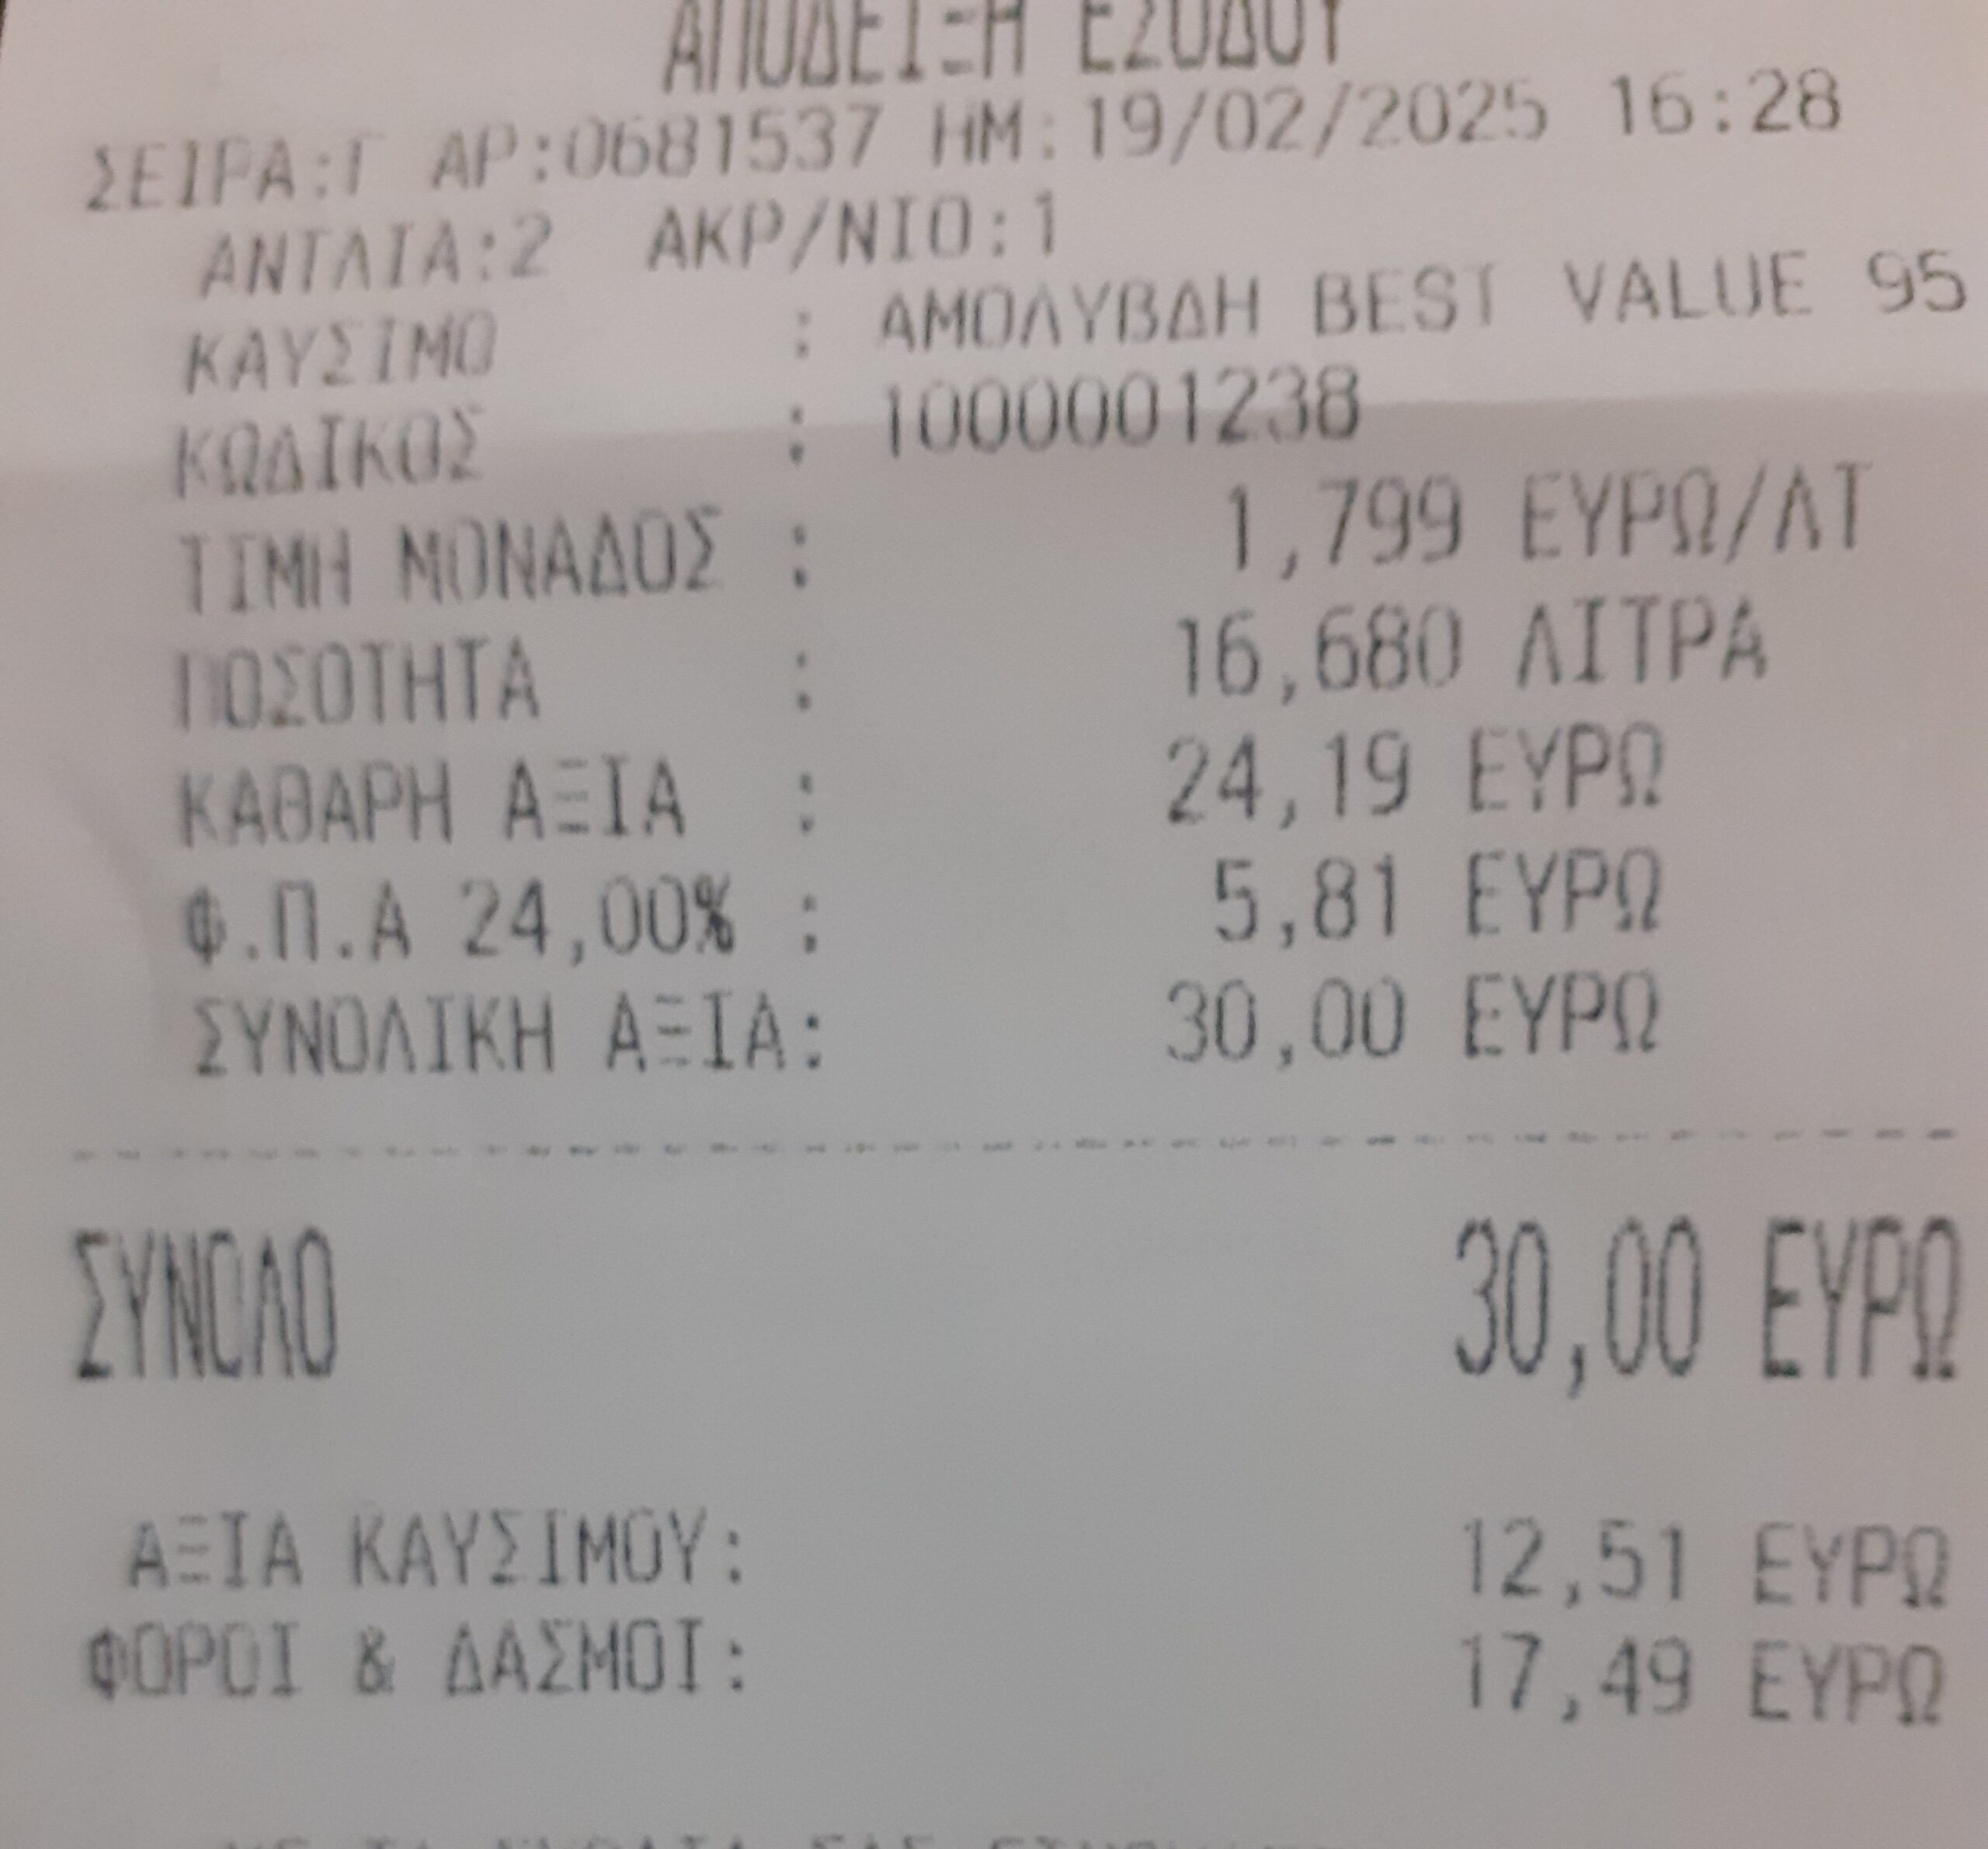 ΑΠΟΔΕΙΞΗ ΕΣΟΔΟΥ
ΣΕΙΡΑ:Γ ΑΡ:0681537 ΗΜ:19/02/2025 16:28
ΑΝΤΛΙΑ:2 ΑΚΡ/ΝΙΟ:1
ΚΑΥΣΙΜΟ : ΑΜΟΛΥΒΔΗ BEST VALUE 95
ΚΩΔΙΚΟΣ : 1000001238
ΤΙΜΗ ΜΟΝΑΔΟΣ : 1,799 ΕΥΡΩ/ΛΤ
ΠΟΣΟΤΗΤΑ : 16,680 ΛΙΤΡΑ
ΚΑΘΑΡΗ ΑΞΙΑ : 24,19 ΕΥΡΩ
Φ.Π.Α 24,00% : 5,81 ΕΥΡΩ
ΣΥΝΟΛΙΚΗ ΑΞΙΑ: 30,00 ΕΥΡΩ
ΣΥΝΟΛΟ 30,00 ΕΥΡΩ
ΑΞΙΑ ΚΑΥΣΙΜΟΥ: 12,51 ΕΥΡΩ
ΦΟΡΟΙ & ΔΑΣΜΟΙ: 17,49 ΕΥΡΩ